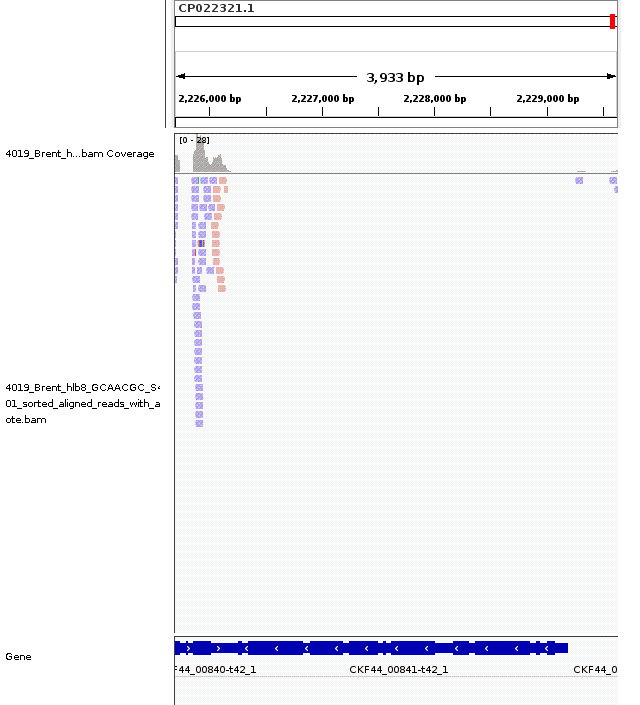 CP022321.1
3,933 bp
2,226,000 bp 2,227,000 bp 2,228,000 bp 2,229,000 bp
[0 - 28]
4019_Brent_h...bam Coverage
4019_Brent_hlb8_GCAACGC_S
01_sorted_aligned_reads_with_a
ote.bam
Gene
F44_00840-t42_1 CKF44_00841-t42_1 CKF44_0